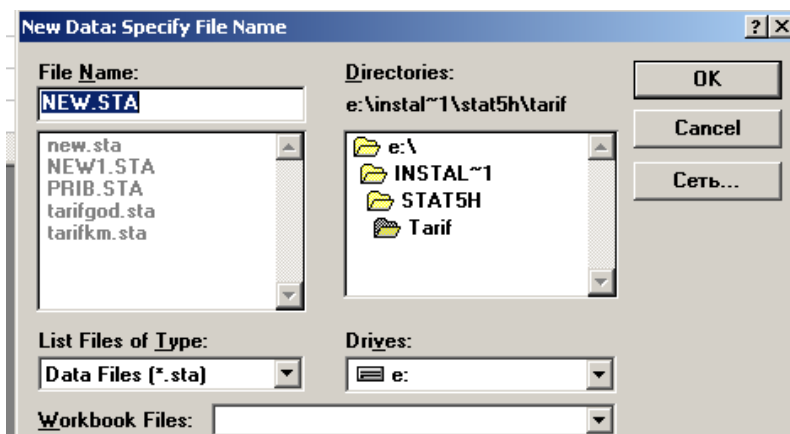 New Data: Specify File Name
File Name:
NEW.STA
new.sta
NEW1.STA
PRIB.STA
tarifgod.sta
tarifkm.sta
List Files of Type:
Data Files (*.sta)
Directories:
e:\instal~1\stat5h\tarif
e:\
INSTAL~1
STAT5H
Tarif
Drives:
e:
OK
Cancel
Сеть...
Workbook Files: